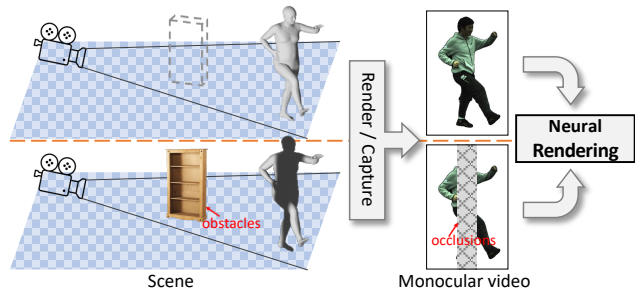 Render / Capture
Neural
Rendering
obstacles
occlusions
Scene
Monocular video